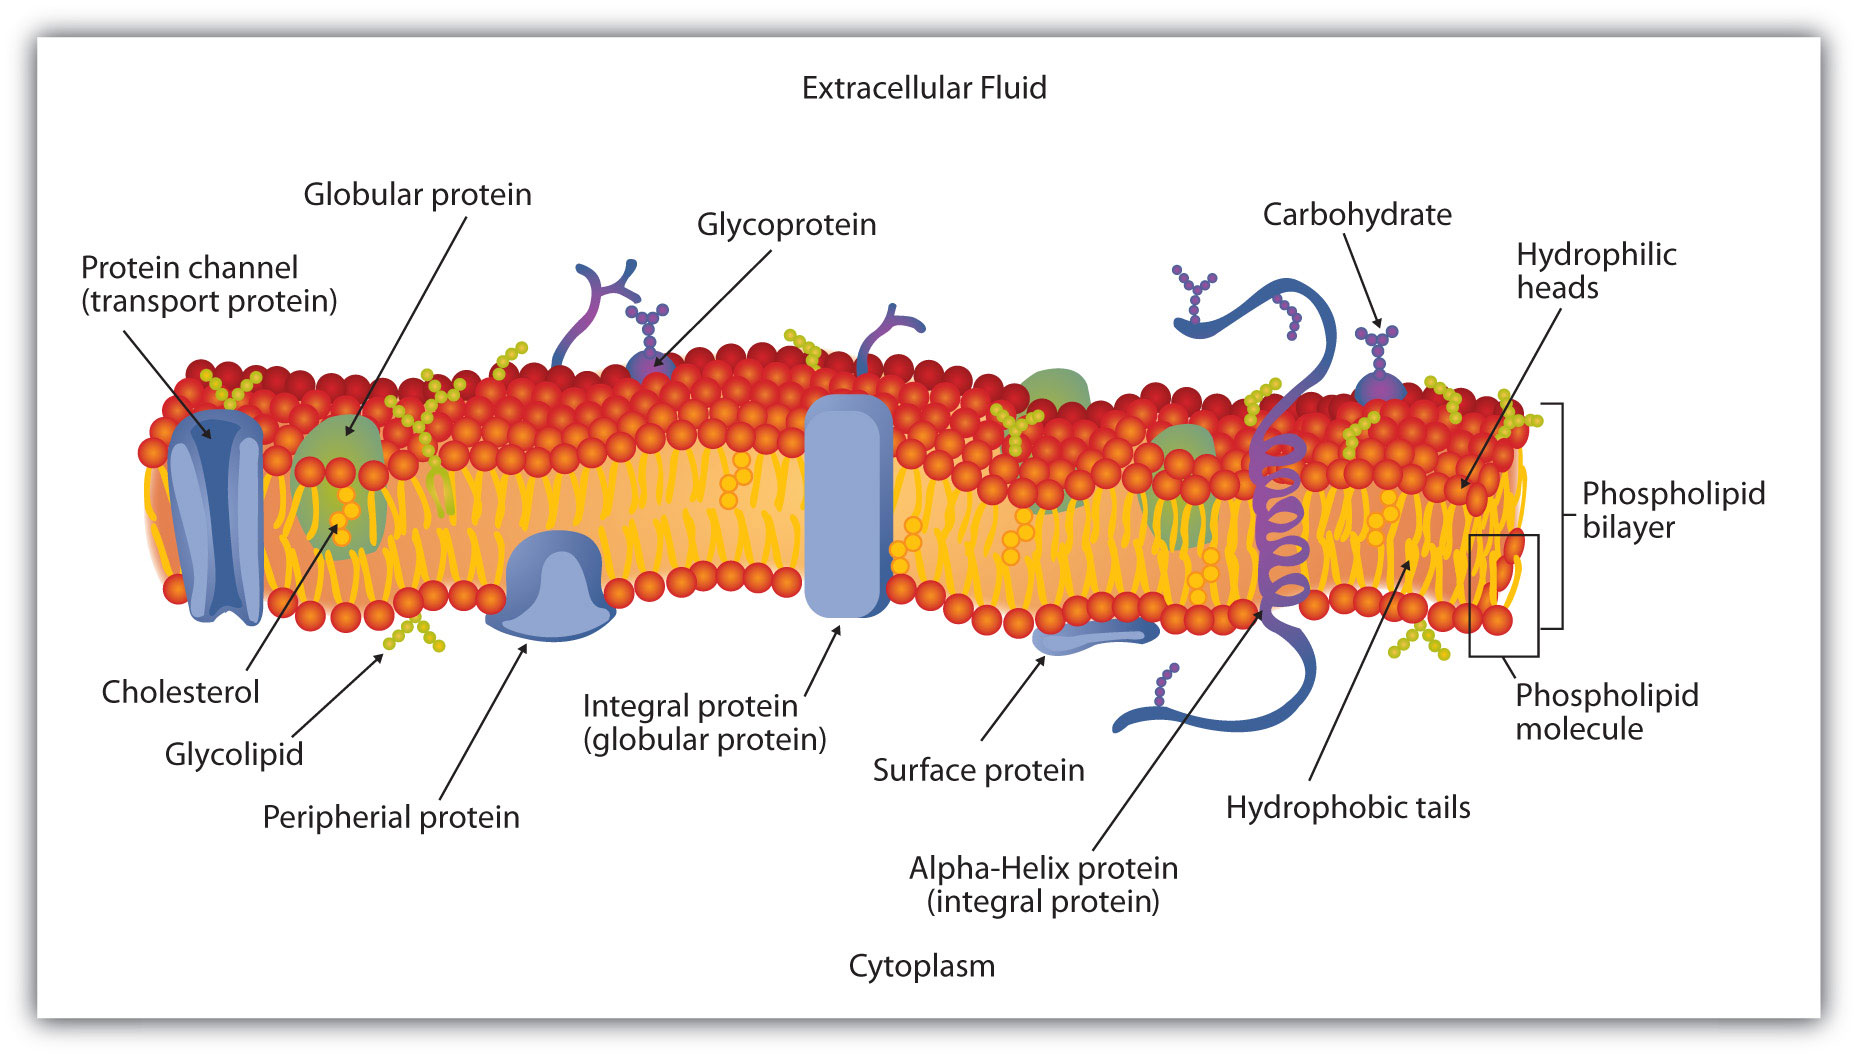 Extracellular Fluid
Globular protein
Glycoprotein
Carbohydrate
Hydrophilic
heads
Protein channel
(transport protein)
Phospholipid
bilayer
Cholesterol
Glycolipid
Integral protein
(globular protein)
Phospholipid
molecule
Surface protein
Peripherial protein
Hydrophobic tails
Alpha-Helix protein
(integral protein)
Cytoplasm